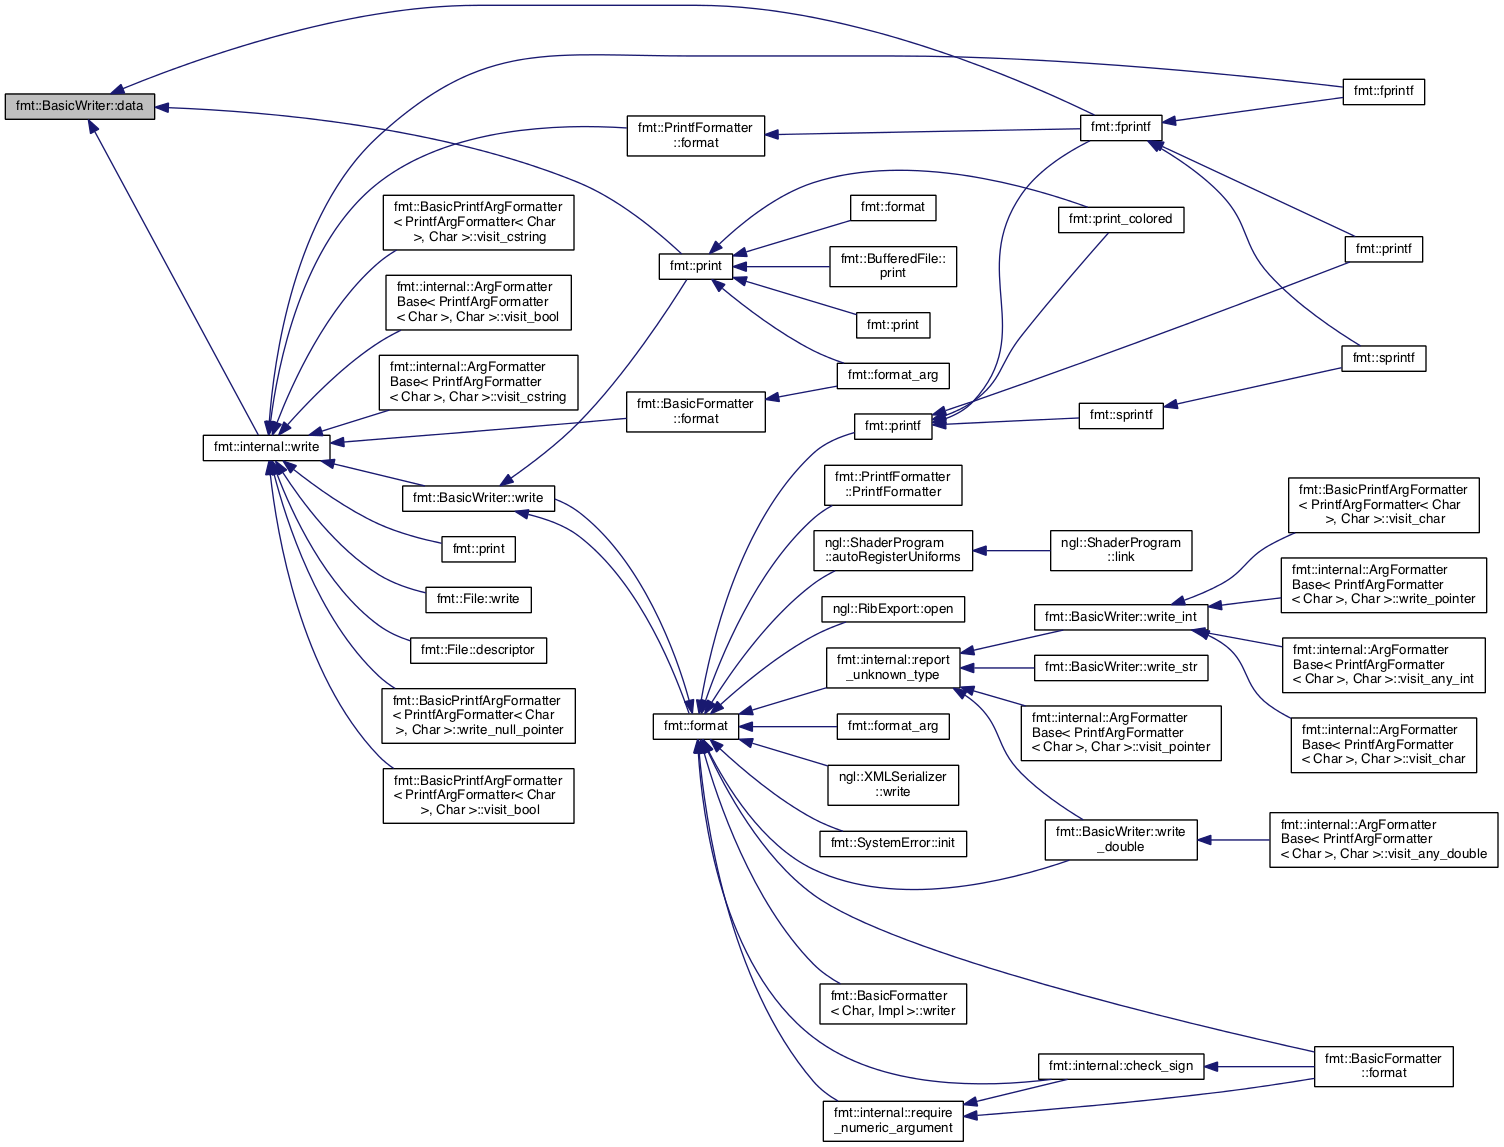 fmt::BasicWriter::data
fmt::internal::write
fmt::PrintfFormatter
::format
fmt::BasicPrintfArgFormatter
< PrintfArgFormatter< Char
>, Char >::visit_cstring
fmt::internal::ArgFormatter
Base< PrintfArgFormatter
< Char >, Char >::visit_bool
fmt::internal::ArgFormatter
Base< PrintfArgFormatter
< Char >, Char >::visit_cstring
fmt::BasicWriter::write
fmt::print
fmt::File::write
fmt::File::descriptor
fmt::BasicPrintfArgFormatter
< PrintfArgFormatter< Char
>, Char >::write_null_pointer
fmt::BasicPrintfArgFormatter
< PrintfArgFormatter< Char
>, Char >::visit_bool
fmt::print
fmt::BasicFormatter
::format
fmt::format
fmt::format
fmt::BufferedFile::
print
fmt::print
fmt::format_arg
fmt::printf
fmt::PrintfFormatter
::PrintfFormatter
ngl::ShaderProgram
::autoRegisterUniforms
ngl::RibExport::open
fmt::internal::report
_unknown_type
fmt::format_arg
ngl::XMLSerializer
::write
fmt::SystemError::init
fmt::BasicFormatter
< Char, Impl >::writer
fmt::internal::require
_numeric_argument
fmt::fprintf
fmt::print_colored
fmt::sprintf
ngl::ShaderProgram
::link
fmt::BasicWriter::write_int
fmt::BasicWriter::write_str
fmt::internal::ArgFormatter
Base< PrintfArgFormatter
< Char >, Char >::visit_pointer
fmt::BasicWriter::write
_double
fmt::internal::check_sign
fmt::fprintf
fmt::printf
fmt::sprintf
fmt::BasicPrintfArgFormatter
< PrintfArgFormatter< Char
>, Char >::visit_char
fmt::internal::ArgFormatter
Base< PrintfArgFormatter
< Char >, Char >::write_pointer
fmt::internal::ArgFormatter
Base< PrintfArgFormatter
< Char >, Char >::visit_any_int
fmt::internal::ArgFormatter
Base< PrintfArgFormatter
< Char >, Char >::visit_char
fmt::internal::ArgFormatter
Base< PrintfArgFormatter
< Char >, Char >::visit_any_double
fmt::BasicFormatter
::format